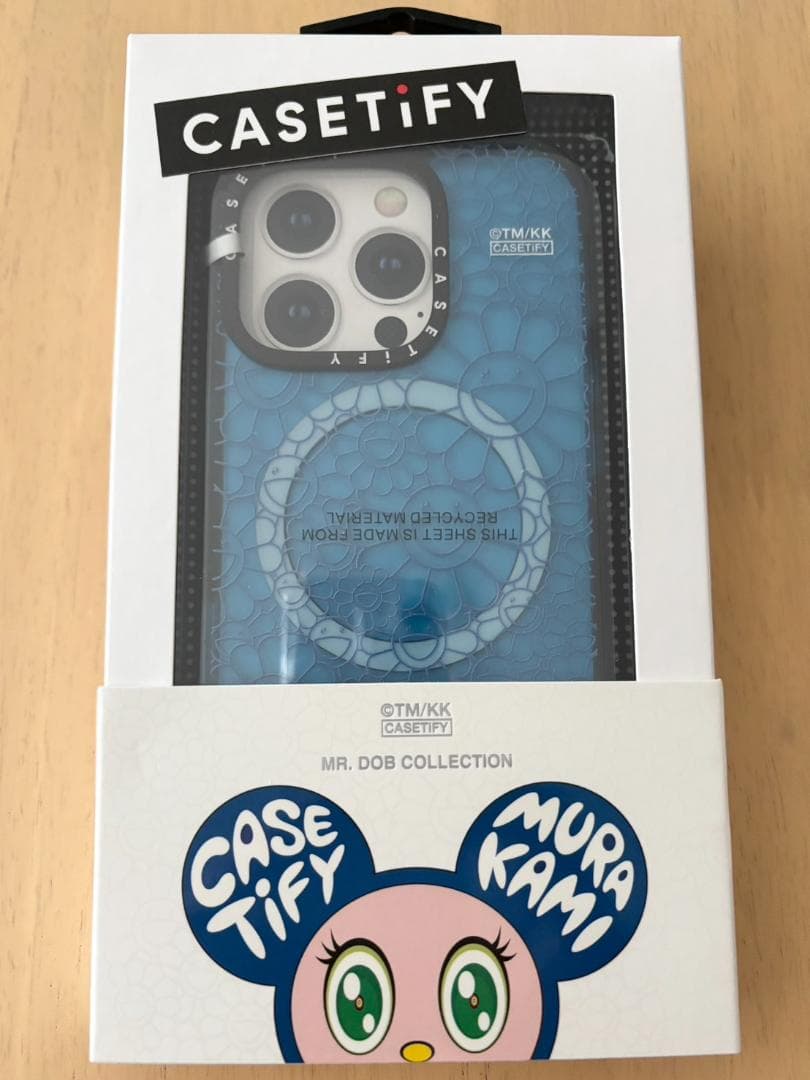 CASETiFY
CASETiFY
CASE
©TM/KK
CASETiFY
THIS SHEET IS MADE FROM
RECYCLED MATERIAL
©TM/KK
CASETiFY
MR. DOB COLLECTION
CASE
TiFY
MURA
KAMI